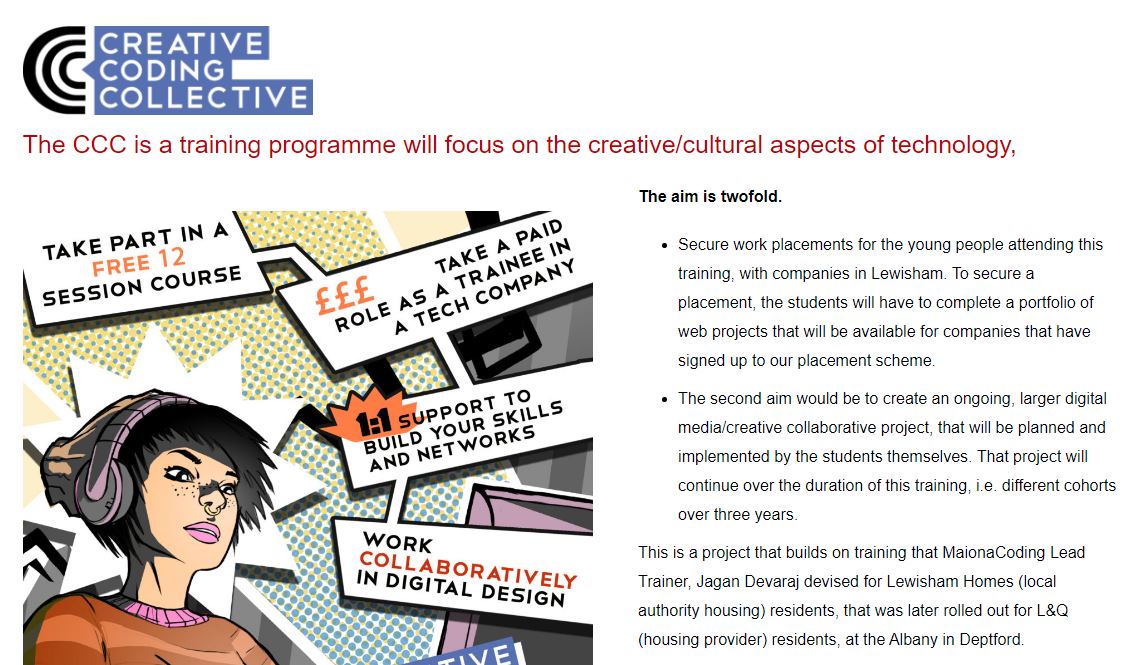 CREATIVE
CODING
COLLECTIVE
The CCC is a training programme will focus on the creative/cultural aspects of technology,
TAKE PART IN A
FREE 12
SESSION COURSE
£££
TAKE A PAID
ROLE AS A TRAINEE IN
A TECH COMPANY
1:1 SUPPORT TO
BUILD YOUR SKILLS
AND NETWORKS
WORK
COLLABORATIVELY
IN DIGITAL DESIGN
The aim is twofold.
• Secure work placements for the young people attending this
training, with companies in Lewisham. To secure a
placement, the students will have to complete a portfolio of
web projects that will be available for companies that have
signed up to our placement scheme.
• The second aim would be to create an ongoing, larger digital
media/creative collaborative project, that will be planned and
implemented by the students themselves. That project will
continue over the duration of this training, i.e. different cohorts
over three years.
This is a project that builds on training that MaionaCoding Lead
Trainer, Jagan Devaraj devised for Lewisham Homes (local
authority housing) residents, that was later rolled out for L&Q
(housing provider) residents, at the Albany in Deptford.